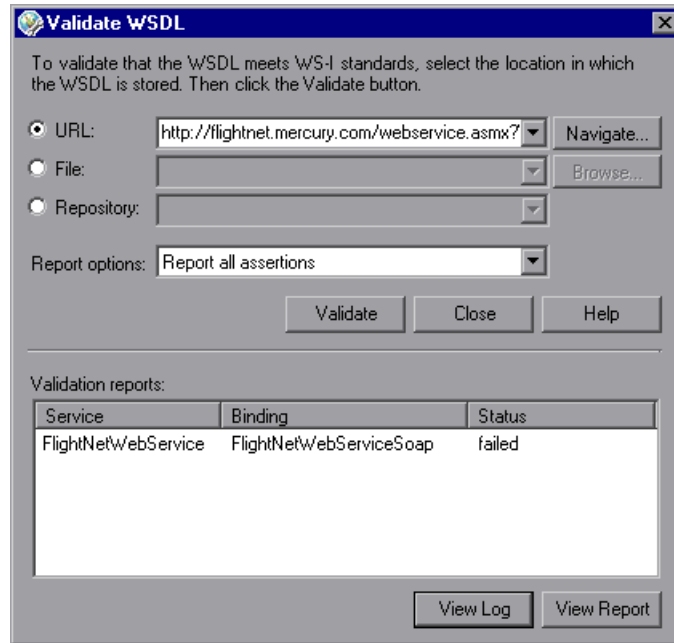 Validate WSDL
To validate that the WSDL meets WS-I standards, select the location in which
the WSDL is stored. Then click the Validate button.
URL: http://flightnet.mercury.com/webservice.asmx? Navigate...
File: Browse...
Repository:
Report options: Report all assertions
Validate Close Help
Validation reports:
Service Binding Status
FlightNetWebService FlightNetWebServiceSoap failed
View Log View Report